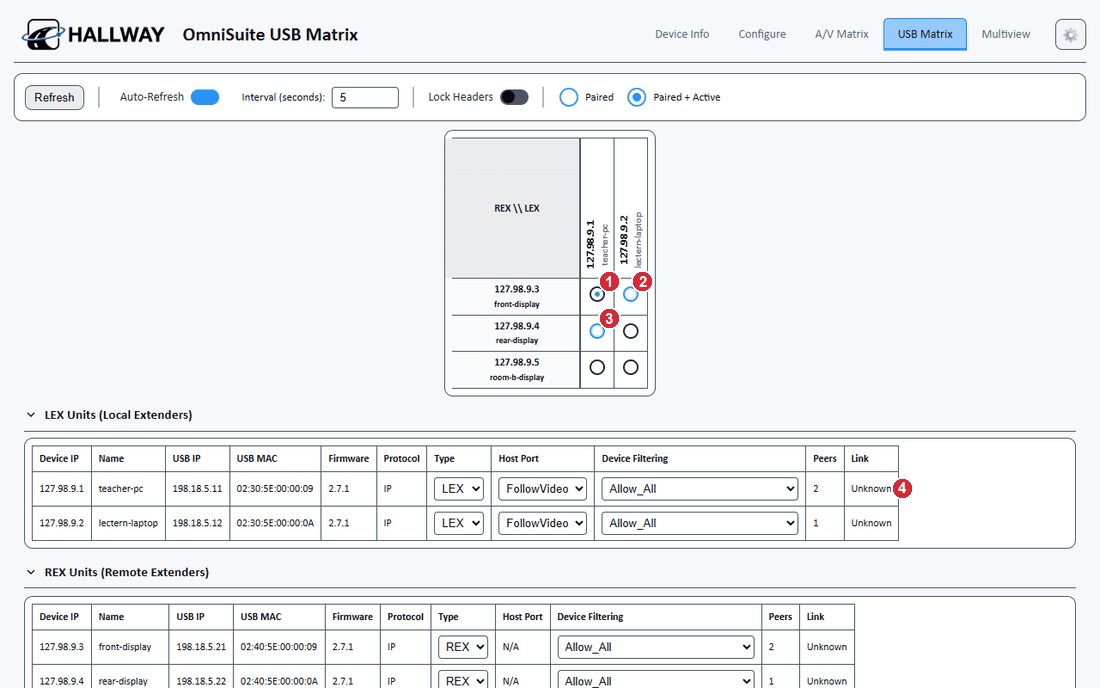 HALLWAY OmniSuite USB Matrix Device Info Configure A/V Matrix USB Matrix Multiview
Refresh Auto-Refresh Interval (seconds): 5 Lock Headers Paired Paired + Active
REX \\ LEX
127.98.9.1
teacher-pc
127.98.9.2
lectern-laptop
127.98.9.3
front-display
1
2
127.98.9.4
rear-display
3
127.98.9.5
room-b-display
LEX Units (Local Extenders)
Device IP Name USB IP USB MAC Firmware Protocol Type Host Port Device Filtering Peers Link
127.98.9.1 teacher-pc 198.18.5.11 02:30:5E:00:00:09 2.7.1 IP LEX FollowVideo Allow_All 2 Unknown 4
127.98.9.2 lectern-laptop 198.18.5.12 02:30:5E:00:00:0A 2.7.1 IP LEX FollowVideo Allow_All 1 Unknown
REX Units (Remote Extenders)
Device IP Name USB IP USB MAC Firmware Protocol Type Host Port Device Filtering Peers Link
127.98.9.3 front-display 198.18.5.21 02:40:5E:00:00:09 2.7.1 IP REX N/A Allow_All 2 Unknown
127.98.9.4 rear-display 198.18.5.22 02:40:5E:00:00:0A 2.7.1 IP REX N/A Allow_All 1 Unknown